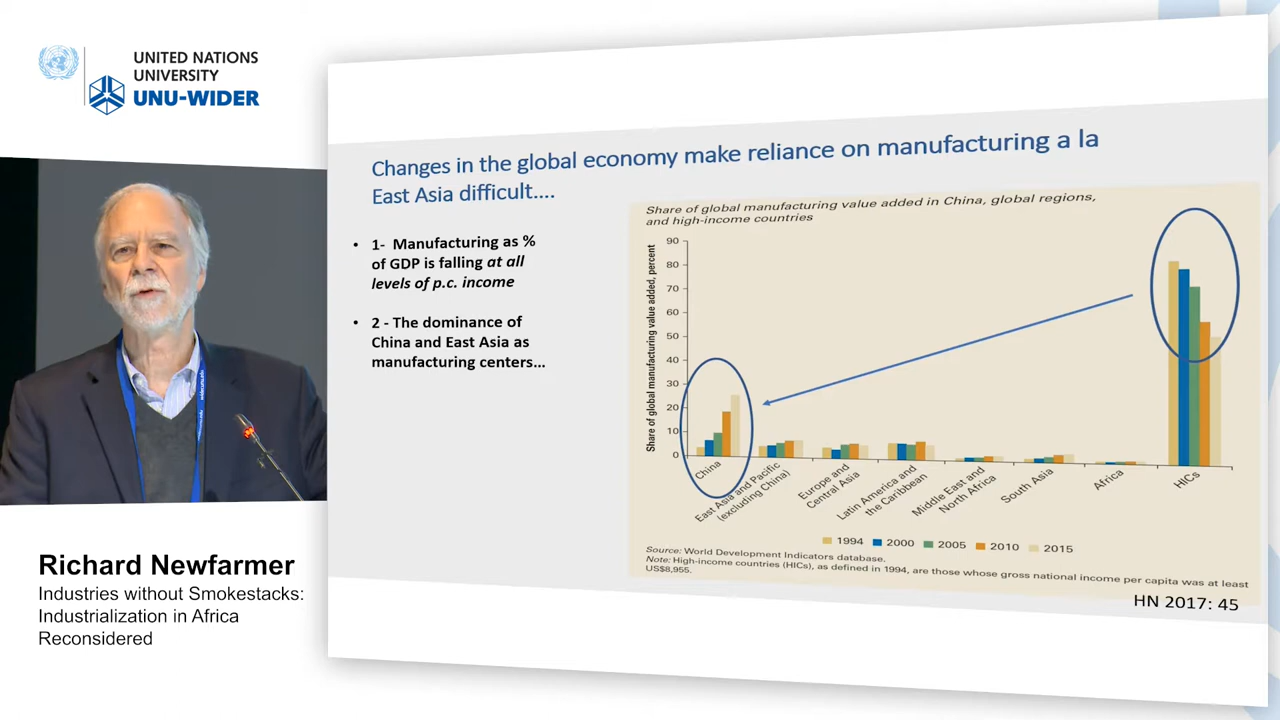 UNITED NATIONS
UNIVERSITY
UNU-WIDER
Changes in the global economy make reliance on manufacturing a la
East Asia difficult....
• 1- Manufacturing as %
of GDP is falling at all
levels of p.c. income
• 2 - The dominance of
China and East Asia as
manufacturing centers…
Share of global manufacturing value added in China, global regions,
and high-income countries
Share of global manufacturing value added, percent
90
80
70
60
50
40
30
20
10
0
China
East Asia and Pacific
(excluding China)
Europe and
Central Asia
Latin America and
the Caribbean
Middle East and
North Africa
South Asia
Africa
HICs
1994 2000 2005 2010 2015
Source: World Development Indicators database.
Note: High-income countries (HICs), as defined in 1994, are those whose gross national income per capita was at least
US$8,955.
HN 2017: 45
Richard Newfarmer
Industries without Smokestacks:
Industrialization in Africa
Reconsidered